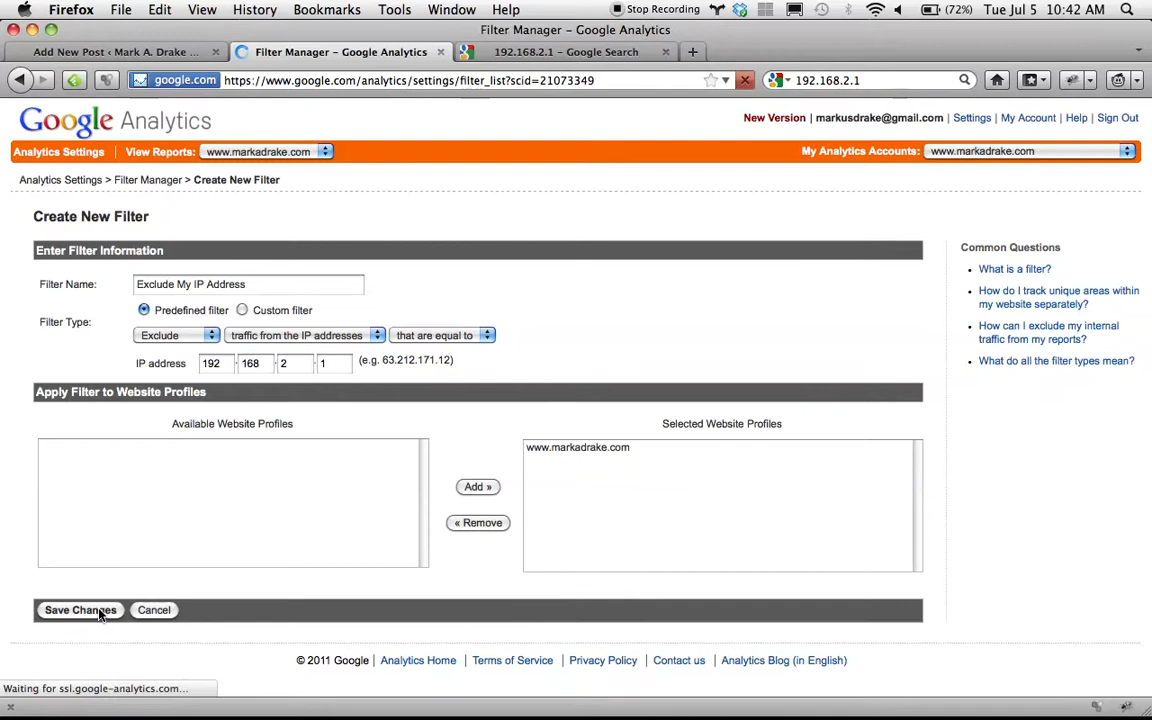 Firefox File Edit View History Bookmarks Tools Window Help Stop Recording (72%) Tue Jul 5 10:42 AM
Filter Manager – Google Analytics
Add New Post ‹ Mark A. Drake ... Filter Manager – Google Analytics 192.168.2.1 – Google Search
google.com https://www.google.com/analytics/settings/filter_list?scid=21073349 192.168.2.1
Google Analytics
New Version | markusdrake@gmail.com | Settings | My Account | Help | Sign Out
Analytics Settings | View Reports: www.markadrake.com My Analytics Accounts: www.markadrake.com
Analytics Settings > Filter Manager > Create New Filter
Create New Filter
Enter Filter Information
Filter Name: Exclude My IP Address
Filter Type: Predefined filter Custom filter
Exclude traffic from the IP addresses that are equal to
IP address 192 . 168 . 2 . 1 (e.g. 63.212.171.12)
Apply Filter to Website Profiles
Available Website Profiles Selected Website Profiles
www.markadrake.com
Add »
« Remove
Save Changes Cancel
Common Questions
What is a filter?
How do I track unique areas within
my website separately?
How can I exclude my internal
traffic from my reports?
What do all the filter types mean?
© 2011 Google | Analytics Home | Terms of Service | Privacy Policy | Contact us | Analytics Blog (in English)
Waiting for ssl.google-analytics.com...